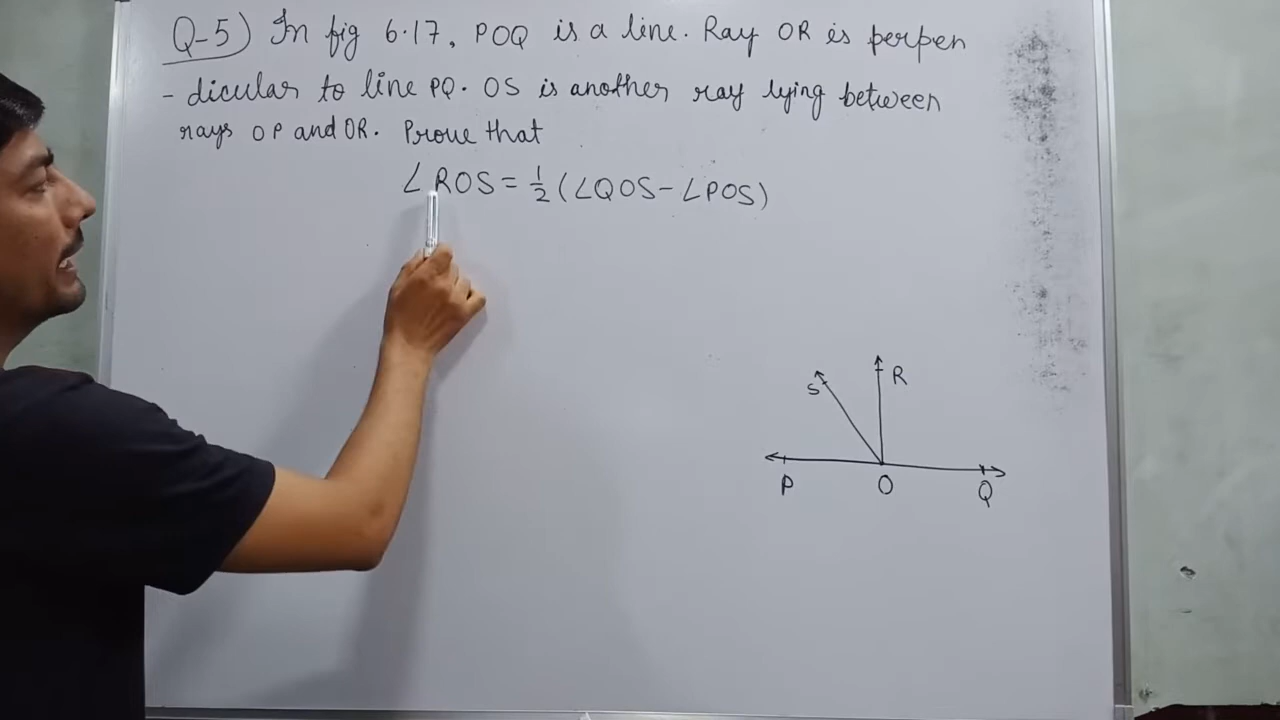 Q-5) In fig 6.17, POQ is a line. Ray OR is perpen
- dicular to line PQ. OS is another ray lying between
rays OP and OR. Prove that
∠ROS = 1/2 (∠QOS - ∠POS)
S R
P O Q